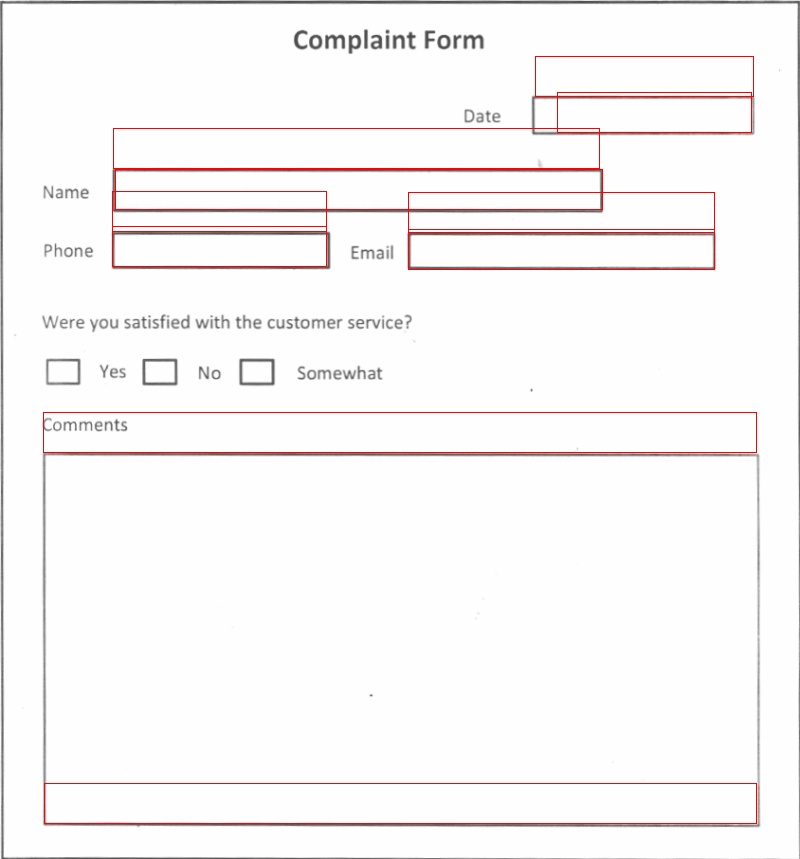 Complaint Form
Date
Name
Phone Email
Were you satisfied with the customer service?
Yes No Somewhat
Comments